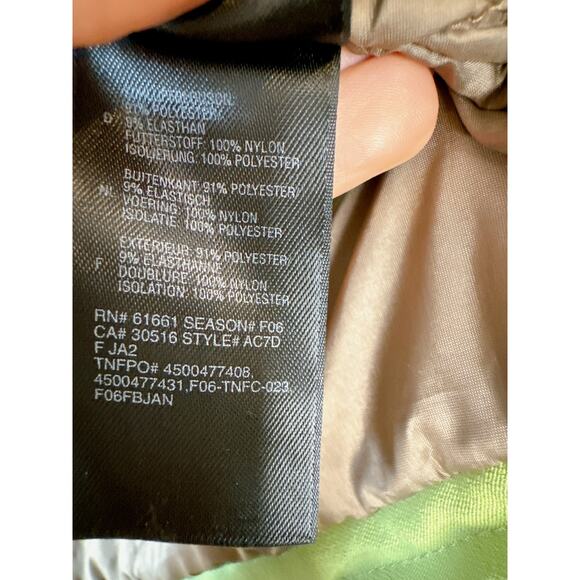 D
9% ELASTHAN
FUTTERSTOFF: 100% NYLON
ISOLIERUNG: 100% POLYESTER
BUITENKANT: 91% POLYESTER
N 9% ELASTISCH
VOERING: 100% NYLON
ISOLATIE: 100% POLYESTER
EXTERIEUR: 91% POLYESTER
F 9% ELASTHANNE
DOUBLURE: 100% NYLON
ISOLATION: 100% POLYESTER
RN# 61661 SEASON# F06
CA# 30516 STYLE# AC7D
F JA2
TNFPO# 4500477408,
4500477431,F06-TNFC-023,
F06FBJAN